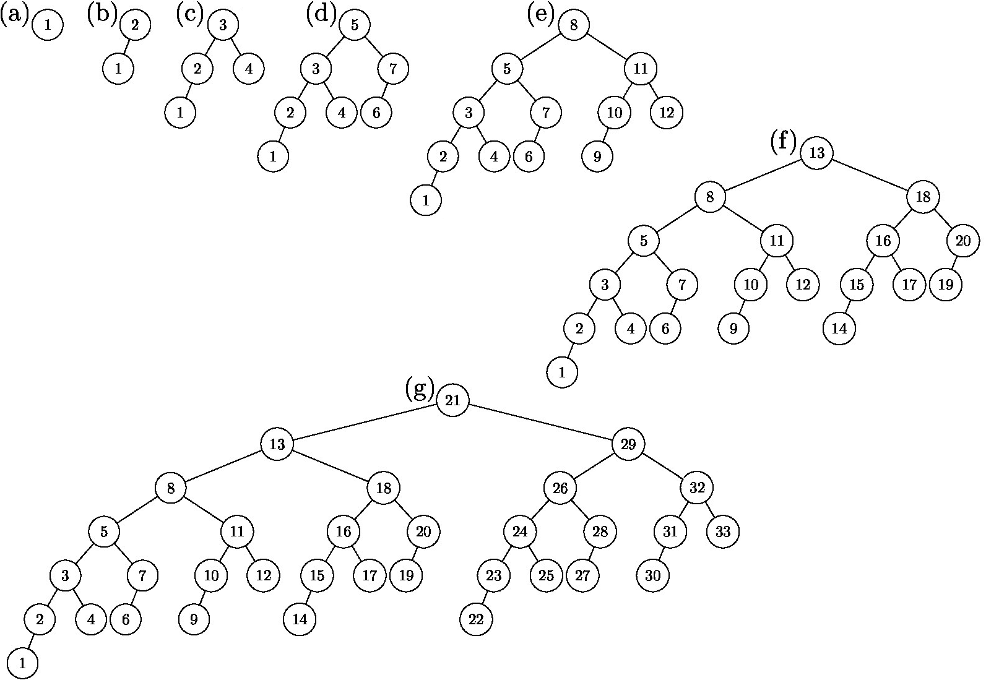 (a) 1 (b) 2 (c) 3 (d) 5 (e) 8
1 2 4 3 7 5 11
1 2 4 6 3 7 10 12
(f) 13
1 2 4 6 9
8 18
1
5 11 16 20
3 7 10 12 15 17 19
2 4 6 9 14
1
(g) 21
13 29
8 18 26 32
5 11 16 20 24 28 31 33
3 7 10 12 15 17 19 23 25 27 30
2 4 6 9 14 22
1